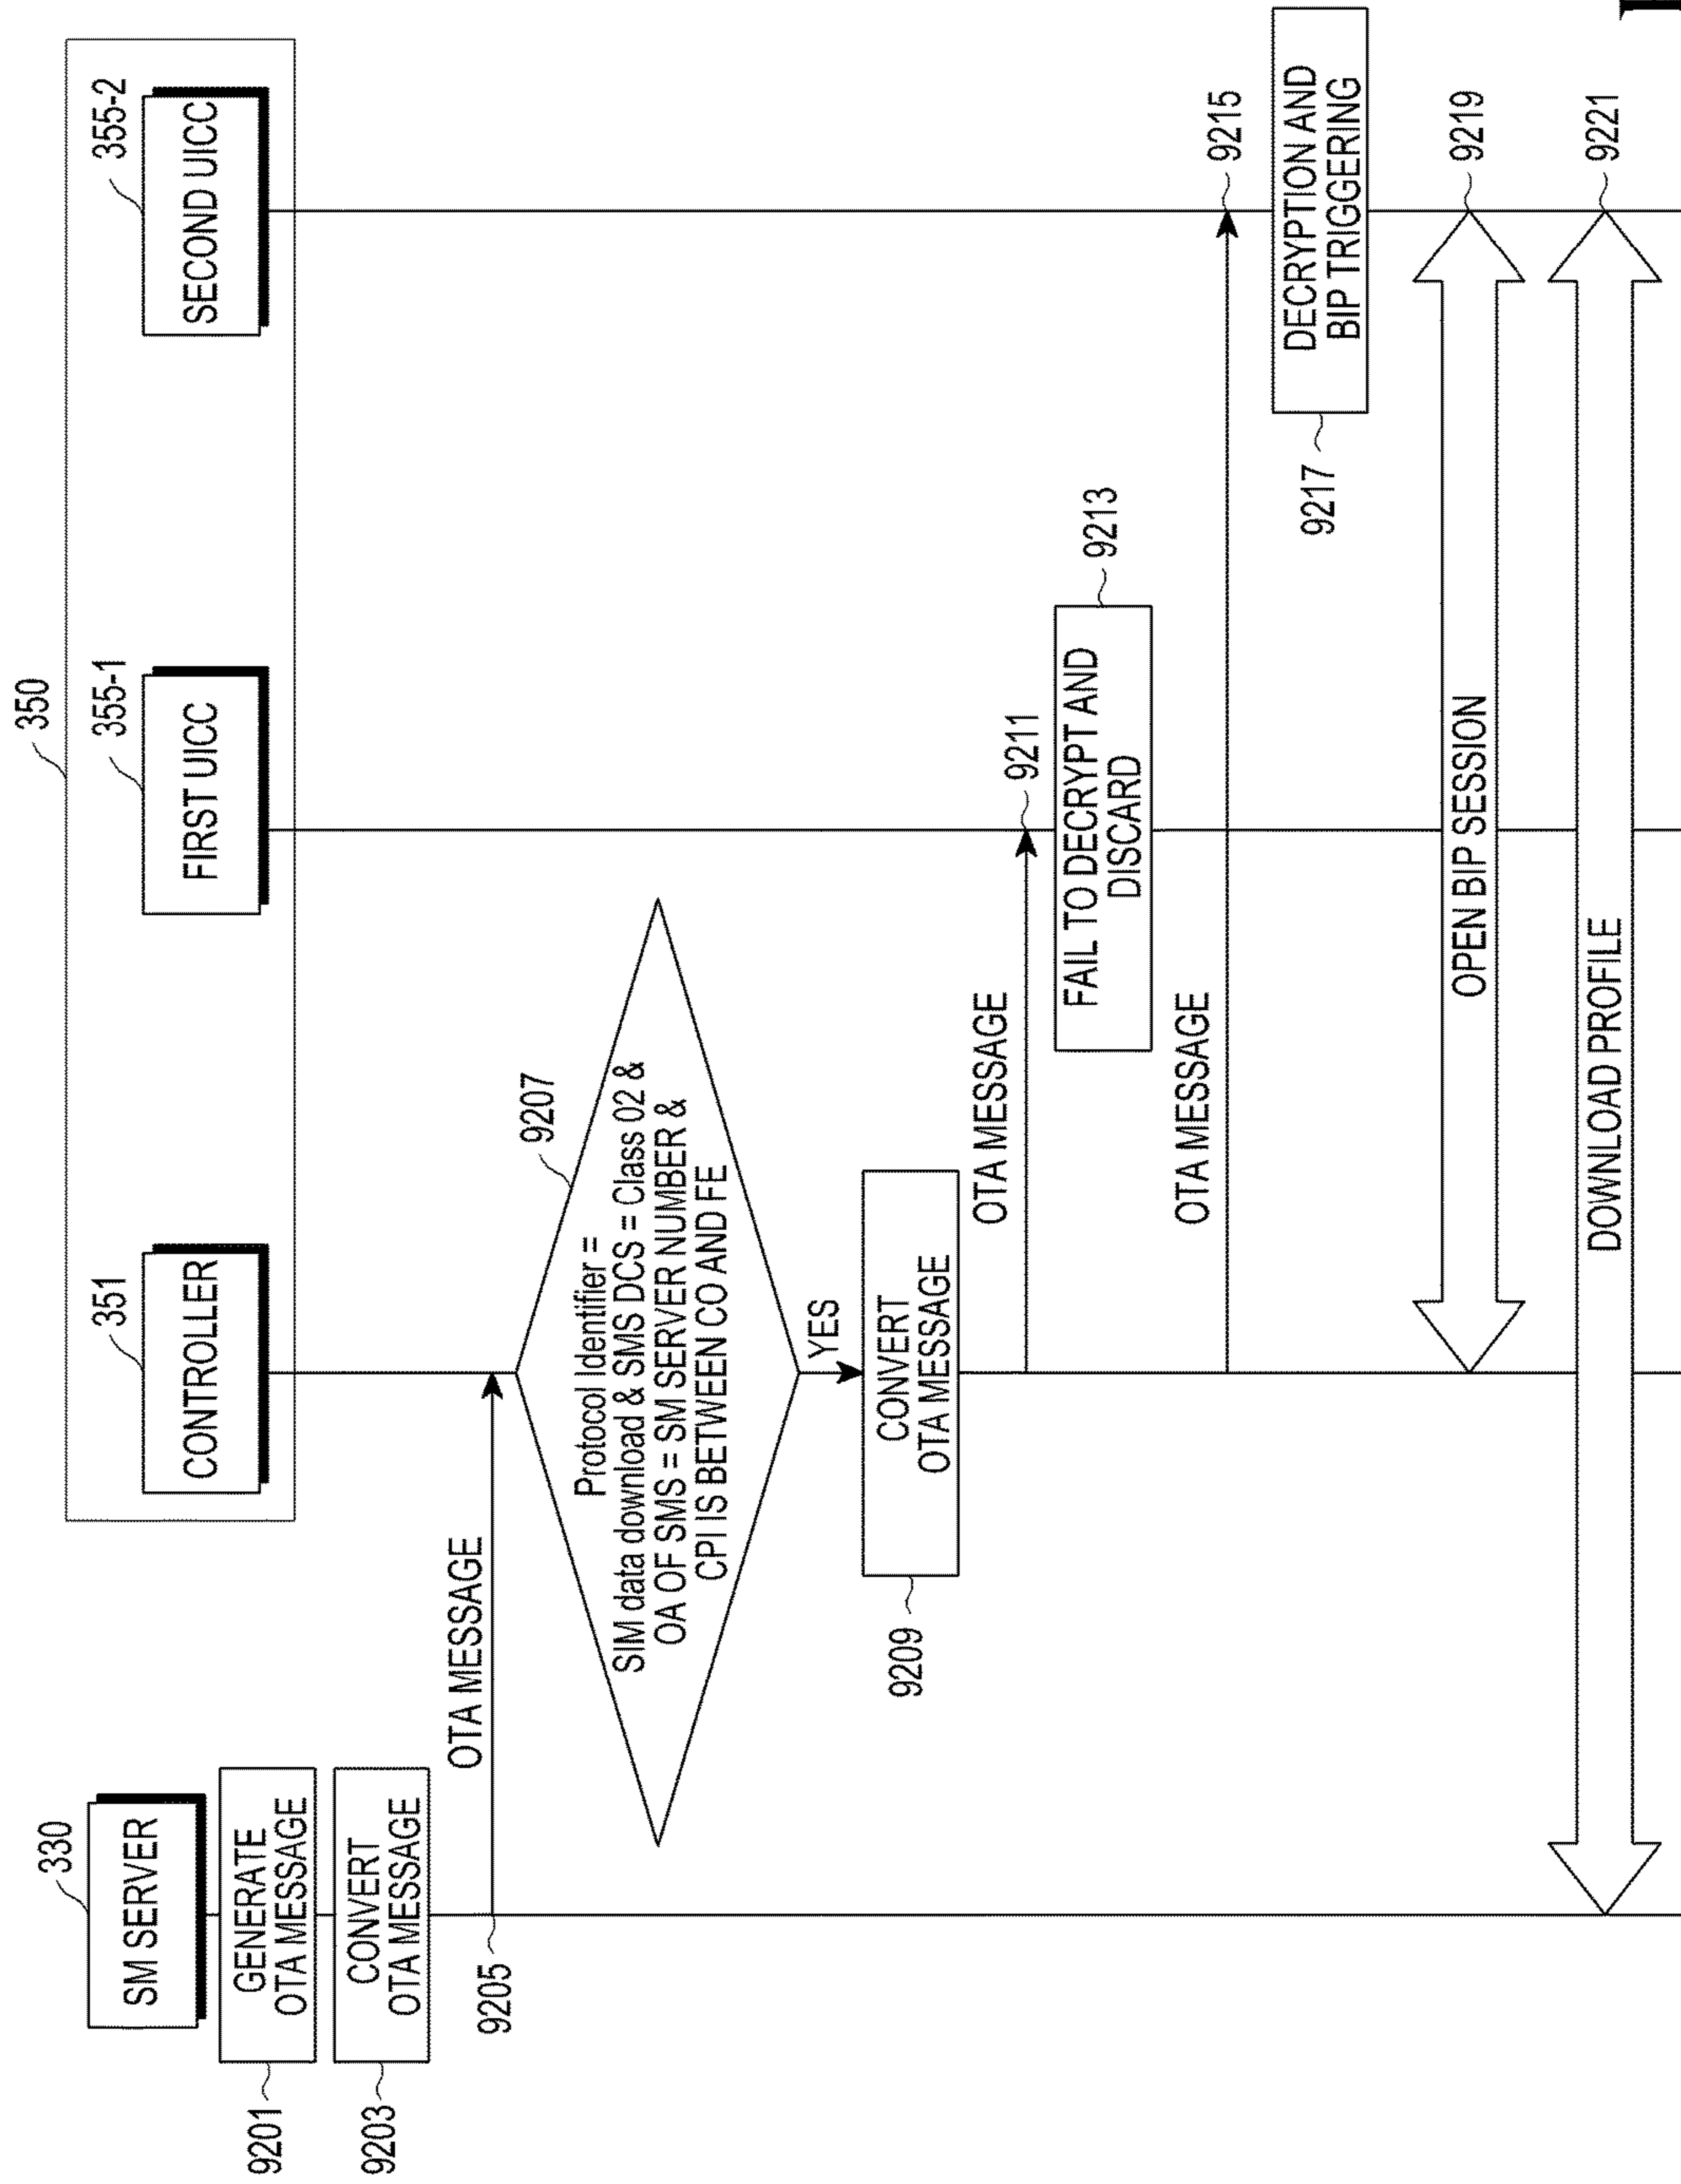 350
330
351
355-1
355-2
SM SERVER
CONTROLLER
FIRST UICC
SECOND UICC
9201
GENERATE
OTA MESSAGE
9203
CONVERT
OTA MESSAGE
9205
OTA MESSAGE
9207
Protocol Identifier =
SIM data download & SMS DCS = Class 02 &
OA OF SMS = SM SERVER NUMBER &
CPI IS BETWEEN CO AND FE
YES
9209
CONVERT
OTA MESSAGE
OTA MESSAGE
9211
FAIL TO DECRYPT AND
DISCARD
9213
OTA MESSAGE
9215
9217
DECRYPTION AND
BIP TRIGGERING
OPEN BIP SESSION
9219
DOWNLOAD PROFILE
9221